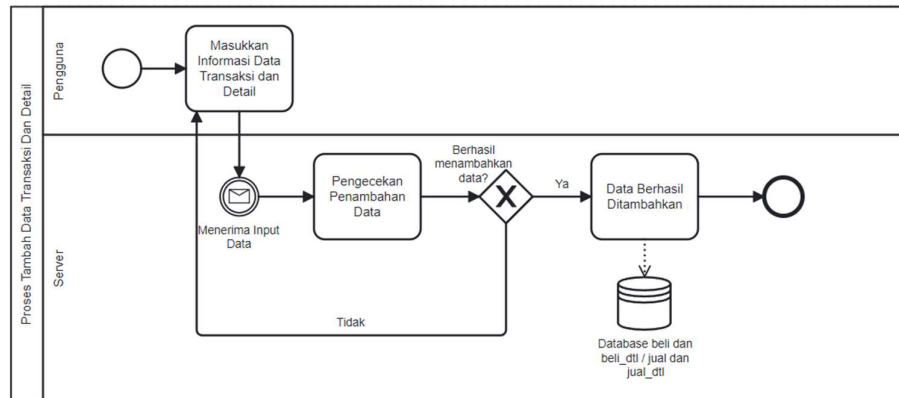 Proses Tambah Data Transaksi Dan Detail
Pengguna
Masukkan
Informasi Data
Transaksi dan
Detail
Server
Menerima Input
Data
Pengecekan
Penambahan
Data
Berhasil
menambahkan
data?
Ya
Data Berhasil
Ditambahkan
Tidak
Database beli dan
beli_dtl / jual dan
jual_dtl